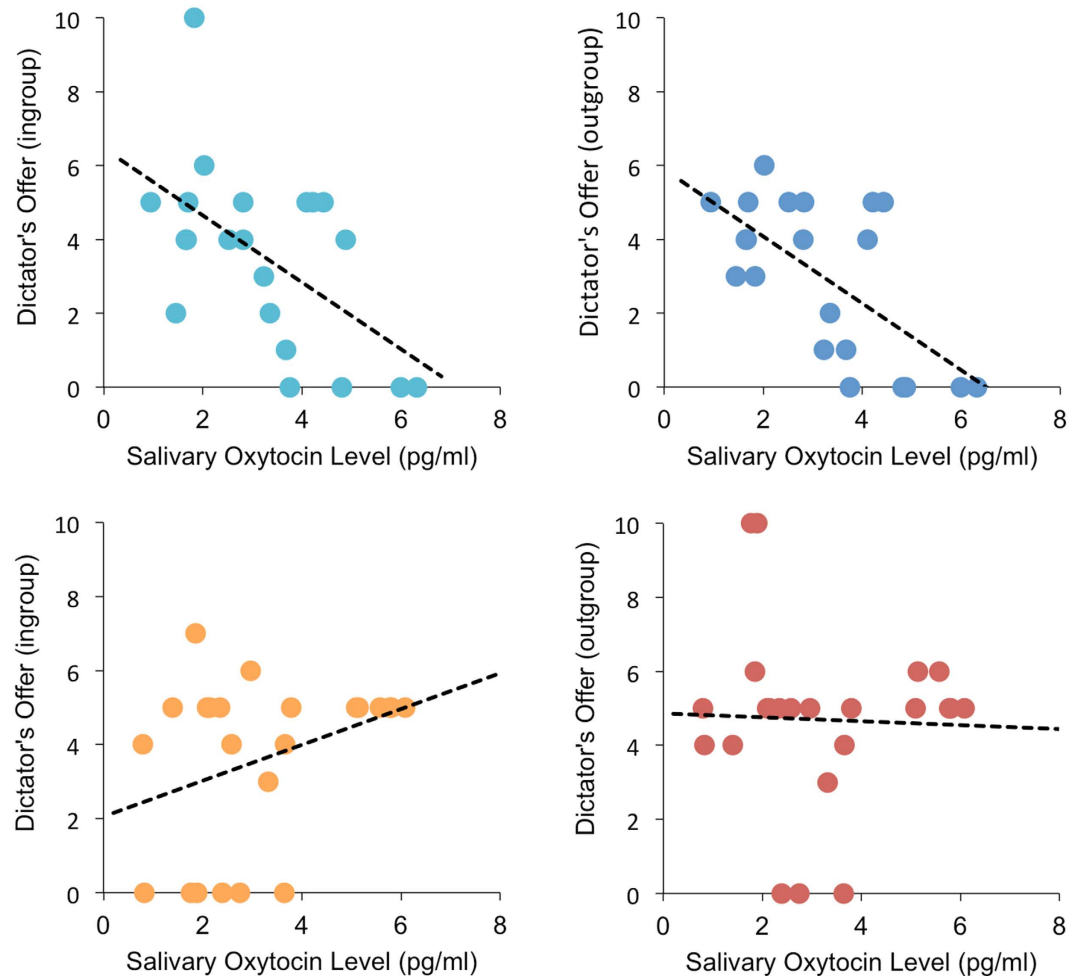 10
8
6
4
2
0
0 2 4 6 8
Dictator's Offer (ingroup)
Salivary Oxytocin Level (pg/ml)
10
8
6
4
2
0
0 2 4 6 8
Dictator's Offer (outgroup)
Salivary Oxytocin Level (pg/ml)
10
8
6
4
2
0
0 2 4 6 8
Dictator's Offer (ingroup)
Salivary Oxytocin Level (pg/ml)
10
8
6
4
2
0
0 2 4 6 8
Dictator's Offer (outgroup)
Salivary Oxytocin Level (pg/ml)